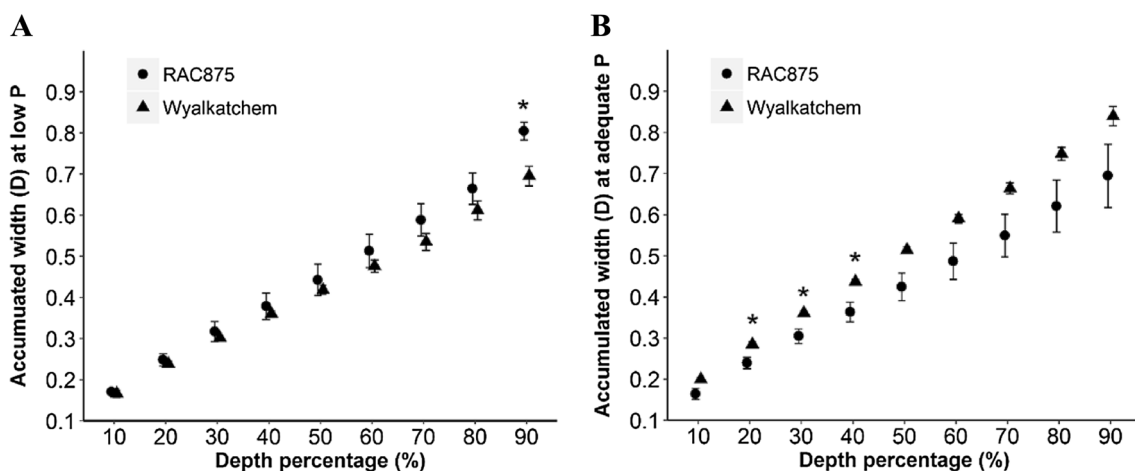 A
Accumuated width (D) at low P
RAC875
Wyalkatchem
*
0.9
0.8
0.7
0.6
0.5
0.4
0.3
0.2
0.1
10 20 30 40 50 60 70 80 90
Depth percentage (%)
B
Accumulated width (D) at adequate P
RAC875
Wyalkatchem
* * *
0.9
0.8
0.7
0.6
0.5
0.4
0.3
0.2
0.1
10 20 30 40 50 60 70 80 90
Depth percentage (%)